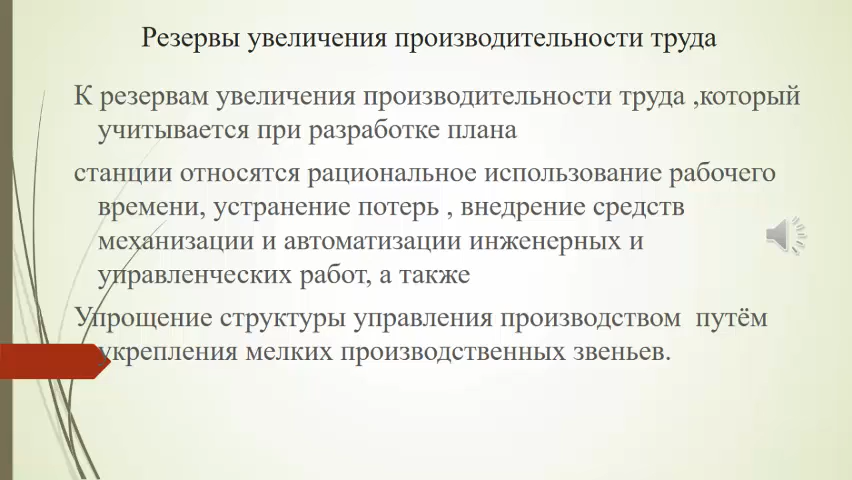 Резервы увеличения производительности труда
К резервам увеличения производительности труда ,который
учитывается при разработке плана
станции относятся рациональное использование рабочего
времени, устранение потерь , внедрение средств
механизации и автоматизации инженерных и
управленческих работ, а также
Упрощение структуры управления производством  путём
укрепления мелких производственных звеньев.